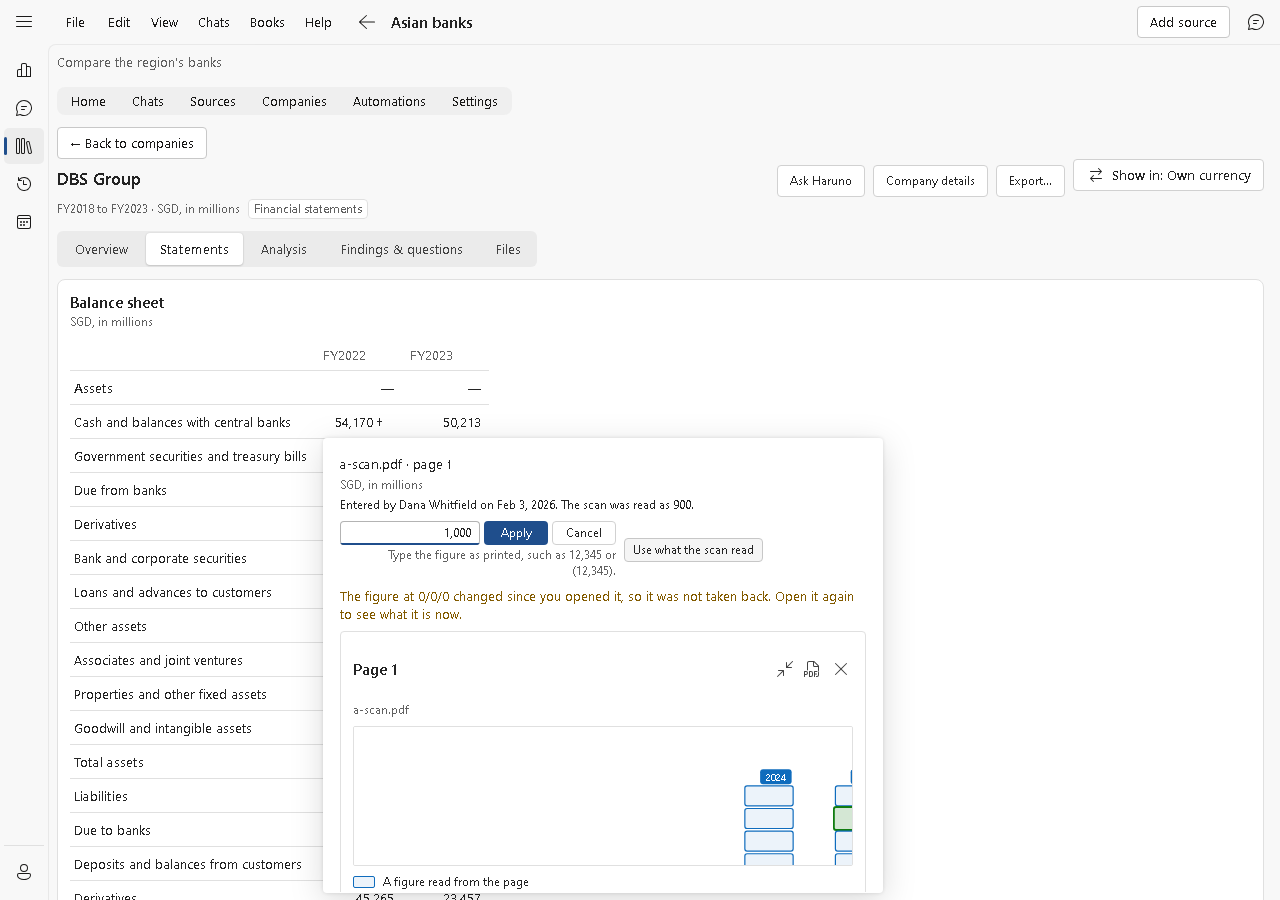 File Edit View Chats Books Help Asian banks Add source
Compare the region's banks
Home Chats Sources Companies Automations Settings
← Back to companies
DBS Group
Ask Haruno Company details Export... Show in: Own currency
FY2018 to FY2023 · SGD, in millions Financial statements
Overview Statements Analysis Findings & questions Files
Balance sheet
SGD, in millions
FY2022 FY2023
Assets — —
Cash and balances with central banks 54,170 † 50,213
Government securities and treasury bills
Due from banks
Derivatives
Bank and corporate securities
Loans and advances to customers
Other assets
Associates and joint ventures
Properties and other fixed assets
Goodwill and intangible assets
Total assets
Liabilities
Due to banks
Deposits and balances from customers
Derivatives 45,265 23,457
a-scan.pdf · page 1
SGD, in millions
Entered by Dana Whitfield on Feb 3, 2026. The scan was read as 900.
1,000 Apply Cancel
Use what the scan read
Type the figure as printed, such as 12,345 or
(12,345).
The figure at 0/0/0 changed since you opened it, so it was not taken back. Open it again
to see what it is now.
Page 1
PDF
a-scan.pdf
2024
A figure read from the page